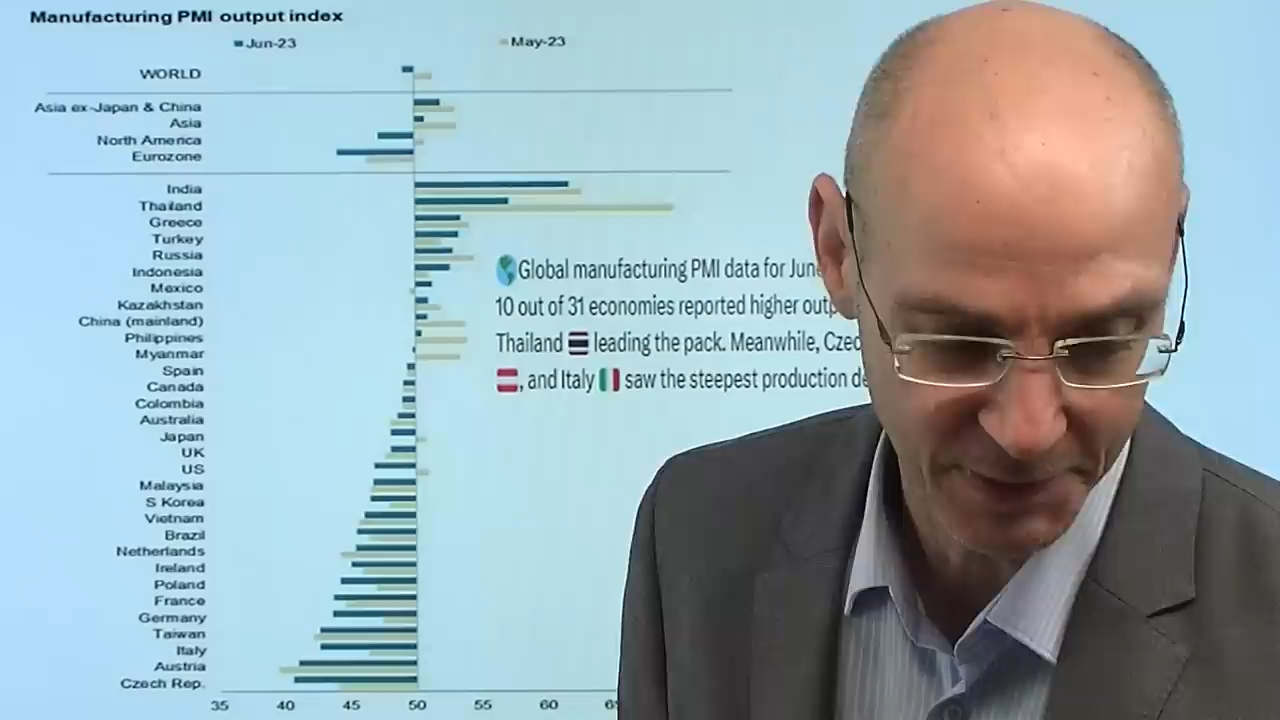 Manufacturing PMI output index
Jun-23 May-23
WORLD
Asia ex-Japan & China
Asia
North America
Eurozone
India
Thailand
Greece
Turkey
Russia
Indonesia
Mexico
Kazakhstan
China (mainland)
Philippines
Myanmar
Spain
Canada
Colombia
Australia
Japan
UK
US
Malaysia
S Korea
Vietnam
Brazil
Netherlands
Ireland
Poland
France
Germany
Taiwan
Italy
Austria
Czech Rep.
35 40 45 50 55 60
Global manufacturing PMI data for June
10 out of 31 economies reported higher
Thailand leading the pack. Meanwhile,
, and Italy saw the steepest production